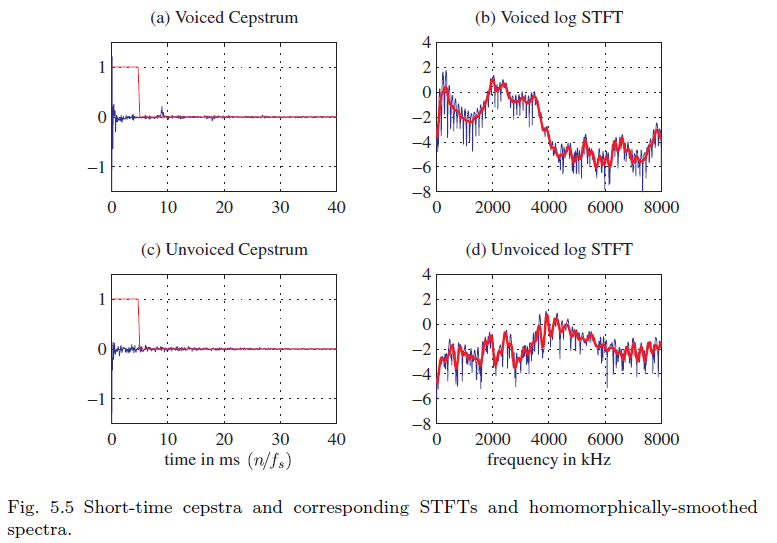 (a) Voiced Cepstrum
(b) Voiced log STFT
1
0
−1
0 10 20 30 40
4
2
0
−2
−4
−6
−8
0 2000 4000 6000 8000
(c) Unvoiced Cepstrum
(d) Unvoiced log STFT
1
0
−1
0 10 20 30 40
time in ms (n/fs)
4
2
0
−2
−4
−6
−8
0 2000 4000 6000 8000
frequency in kHz
Fig. 5.5 Short-time cepstra and corresponding STFTs and homomorphically-smoothed
spectra.